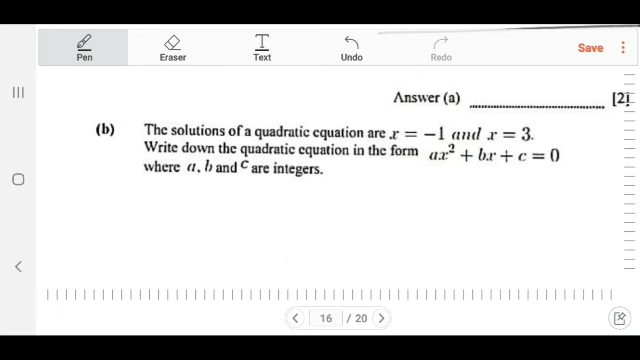 Pen
Eraser
Text
Undo
Redo
Save
Answer (a) ........................................ [2]
(b) The solutions of a quadratic equation are x = −1 and x = 3.
Write down the quadratic equation in the form ax² + bx + c = 0
where a, b and c are integers.
16 / 20